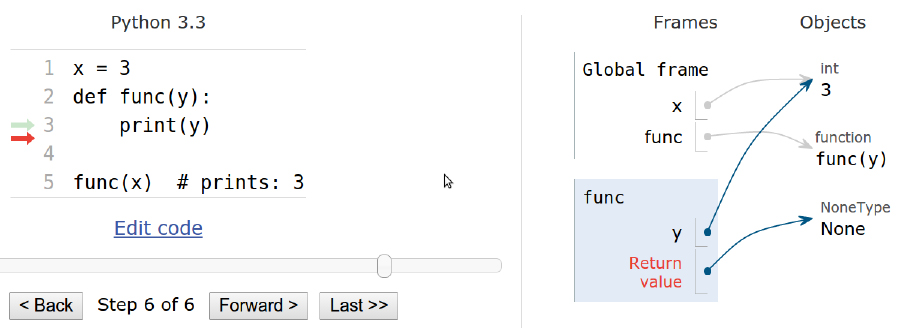 Python 3.3
1 x = 3
2 def func(y):
3     print(y)
4
5 func(x)  # prints: 3
Edit code
< Back Step 6 of 6 Forward > Last >>
Frames Objects
Global frame
x
func
int
3
function
func(y)
func
y
Return
value
NoneType
None